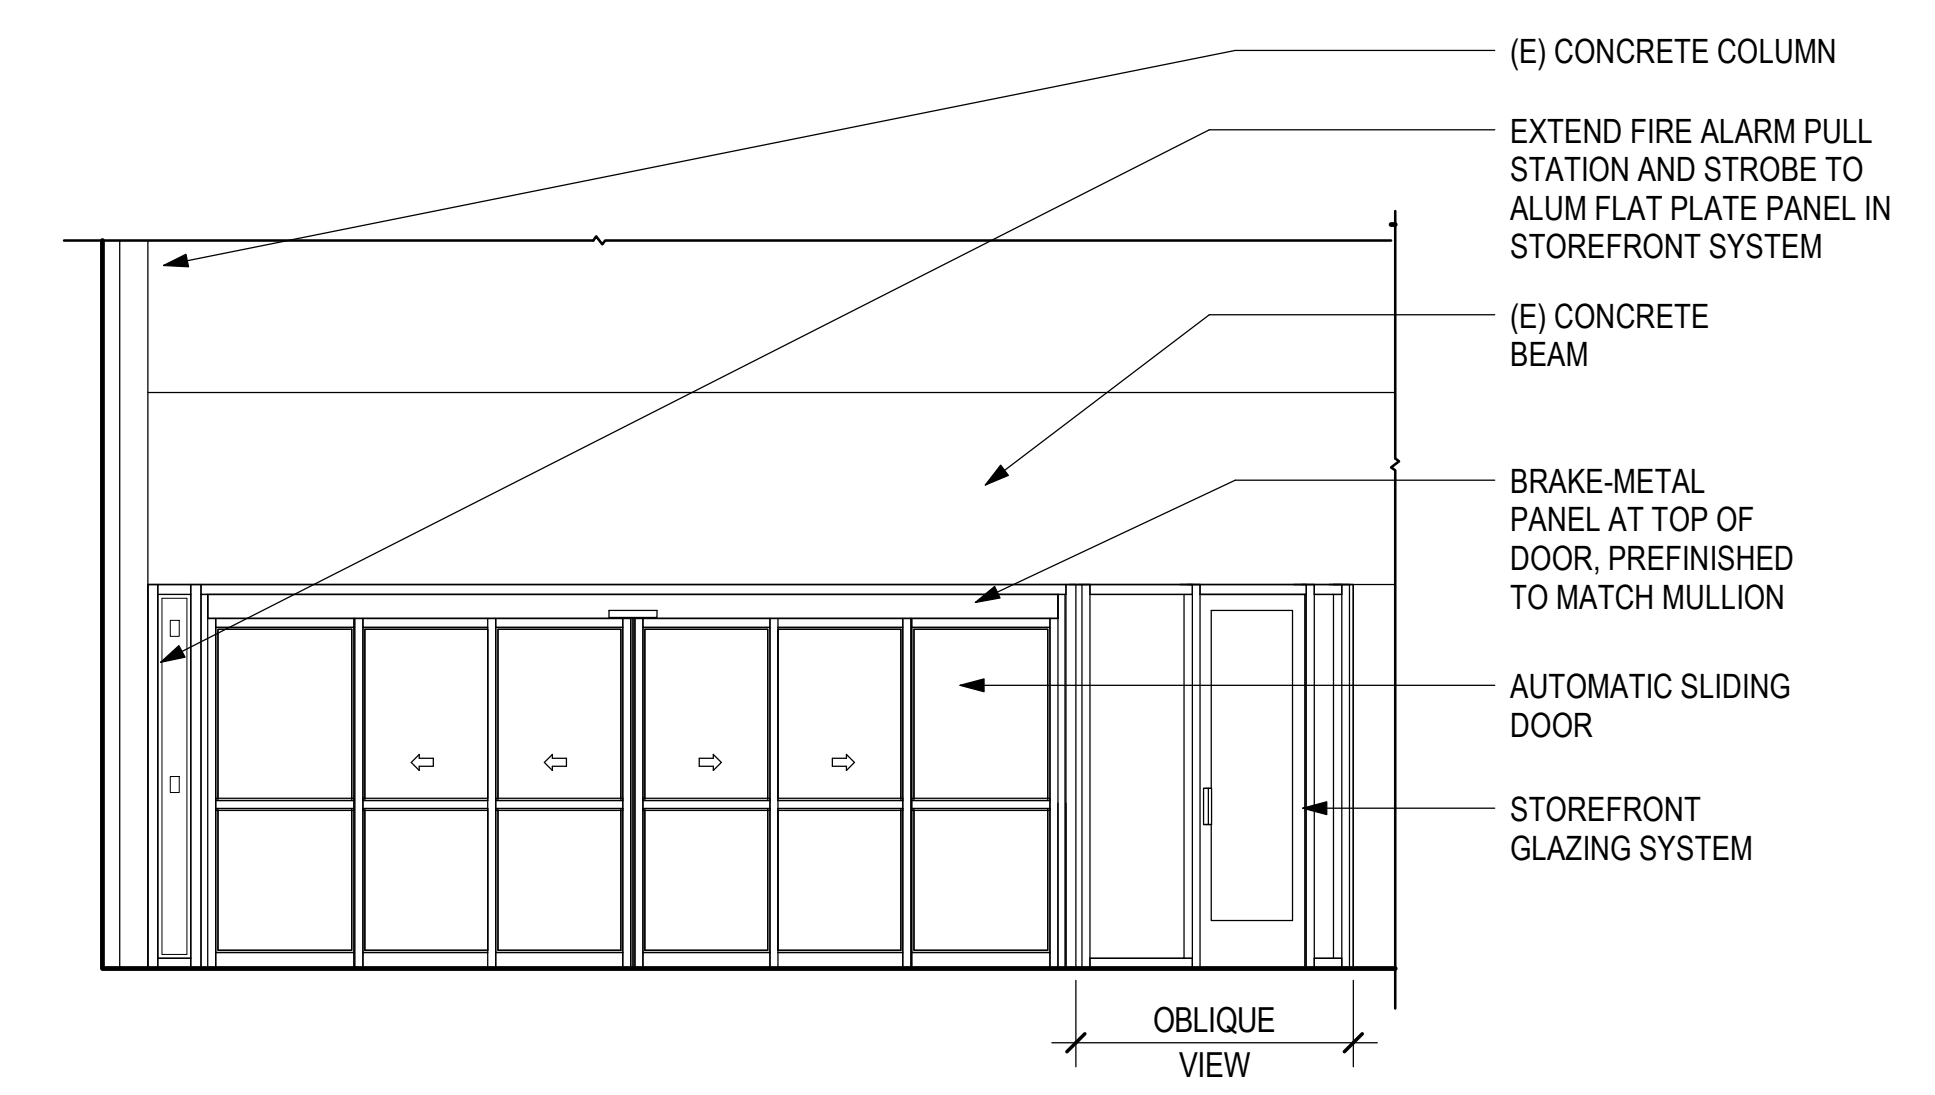 (E) CONCRETE COLUMN
EXTEND FIRE ALARM PULL
STATION AND STROBE TO
ALUM FLAT PLATE PANEL IN
STOREFRONT SYSTEM
(E) CONCRETE
BEAM
BRAKE-METAL
PANEL AT TOP OF
DOOR, PREFINISHED
TO MATCH MULLION
AUTOMATIC SLIDING
DOOR
STOREFRONT
GLAZING SYSTEM
OBLIQUE
VIEW